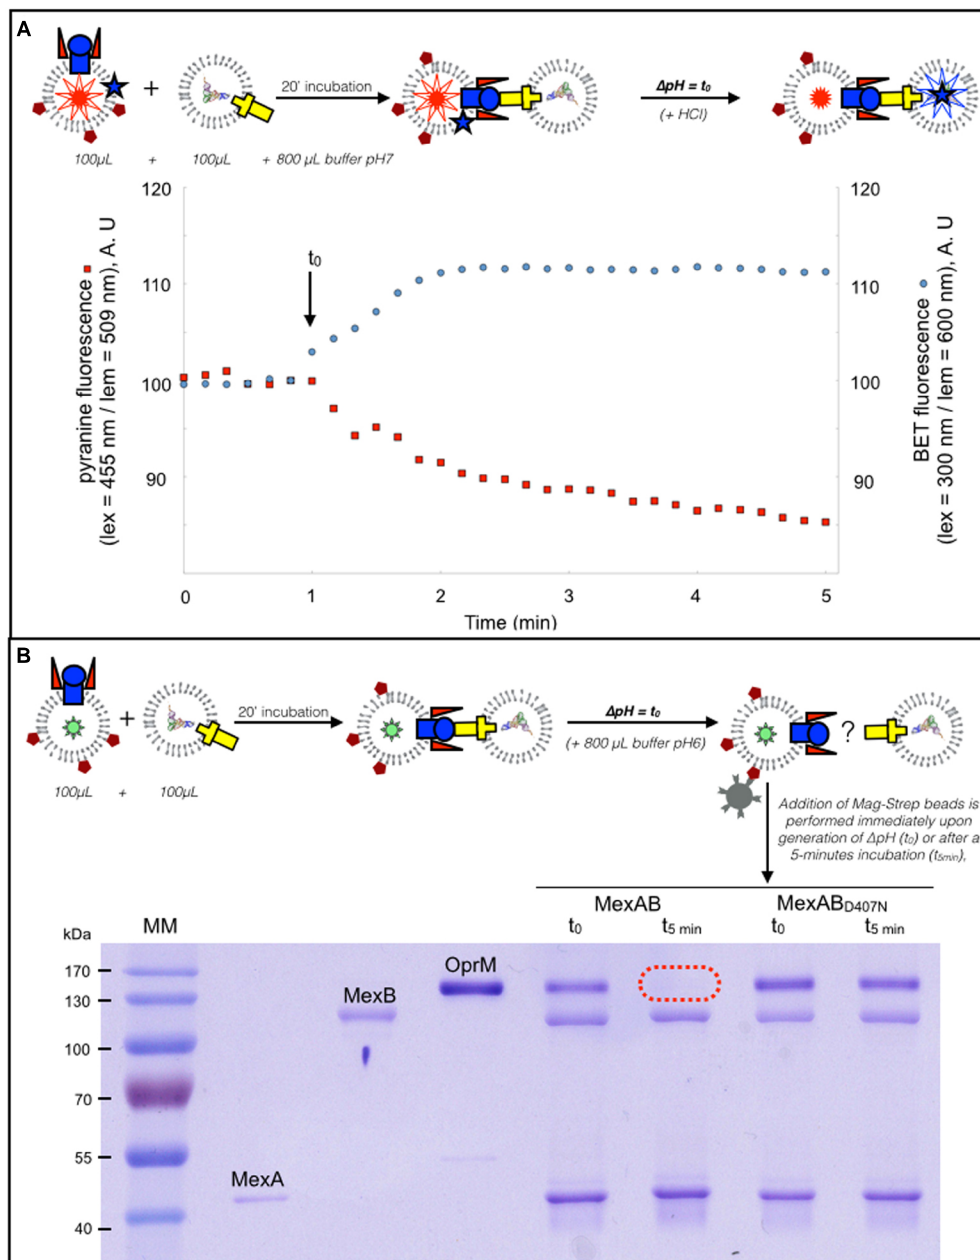 A
+
20' incubation
ΔpH = t0
(+ HCl)
100µL + 100µL + 800 µL buffer pH7
120 120
t0
110 110
100 100
90 90
pyranine fluorescence
(lex = 455 nm / lem = 509 nm), A. U
BET fluorescence
(lex = 300 nm / lem = 600 nm), A. U
0 1 2 3 4 5
Time (min)
B
+
20' incubation
ΔpH = t0
(+ 800 µL buffer pH6)
?
100µL + 100µL
Addition of Mag-Strep beads is
performed immediately upon
generation of ΔpH (t0) or after a
5-minutes incubation (t5min),
MexAB MexABD407N
t0 t5 min t0 t5 min
kDa MM
170
130
100
70
55
40
OprM
MexB
MexA